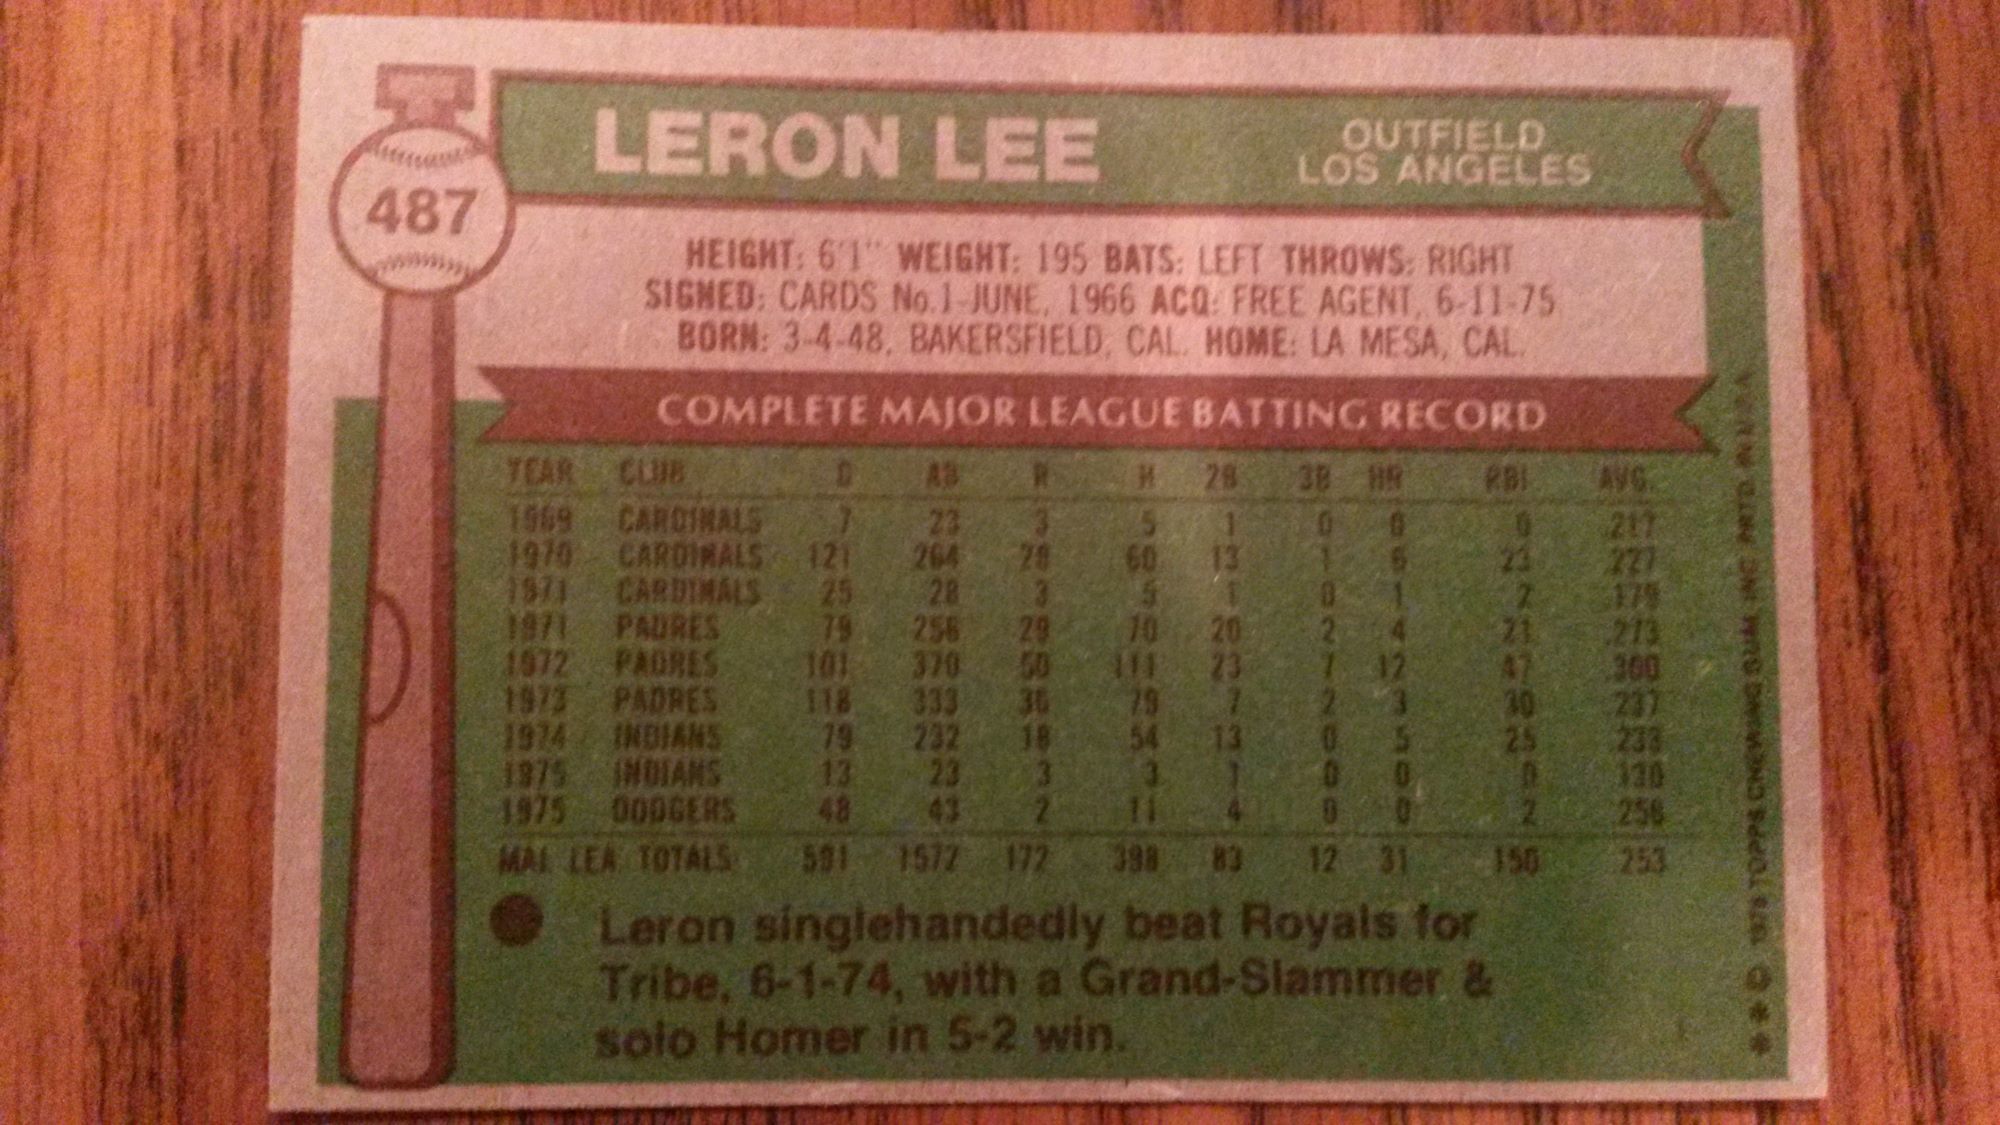 487
LERON LEE
OUTFIELD
LOS ANGELES
HEIGHT: 6'1" WEIGHT: 195 BATS: LEFT THROWS: RIGHT
SIGNED: CARDS No.1-JUNE, 1966 ACQ: FREE AGENT, 6-11-75
BORN: 3-4-48, BAKERSFIELD, CAL. HOME: LA MESA, CAL.
COMPLETE MAJOR LEAGUE BATTING RECORD
YEAR CLUB G AB R H 2B 3B HR RBI AVG.
1969 CARDINALS 7 23 3 5 1 0 0 0 .217
1970 CARDINALS 121 264 28 60 13 1 6 23 .227
1971 CARDINALS 25 28 3 5 1 0 1 2 .179
1971 PADRES 79 256 29 70 20 2 4 21 .273
1972 PADRES 101 370 50 111 23 7 12 47 .300
1973 PADRES 118 333 36 79 7 2 3 30 .237
1974 INDIANS 79 232 18 54 13 0 5 25 .233
1975 INDIANS 13 23 3 3 1 0 0 0 .130
1975 DODGERS 48 43 2 11 4 0 0 2 .256
MAJ. LEA. TOTALS 591 1572 172 398 83 12 31 150 .253
Leron singlehandedly beat Royals for
Tribe, 6-1-74, with a Grand-Slammer &
solo Homer in 5-2 win.
TOPPS CHEWING GUM, INC. PRTD. IN U.S.A.